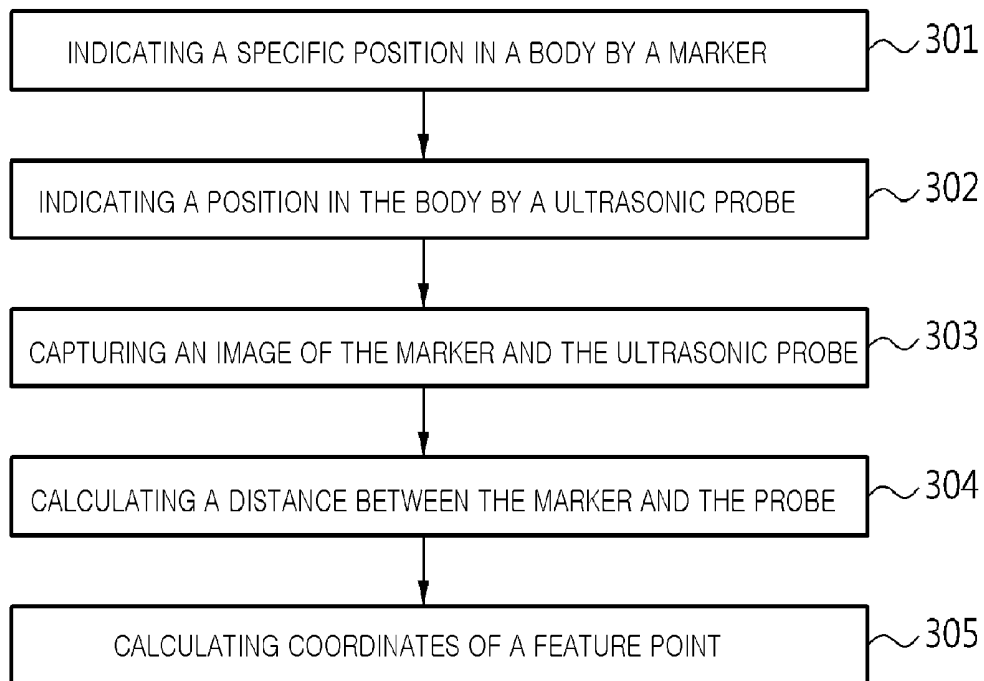 INDICATING A SPECIFIC POSITION IN A BODY BY A MARKER
301
INDICATING A POSITION IN THE BODY BY A ULTRASONIC PROBE
302
CAPTURING AN IMAGE OF THE MARKER AND THE ULTRASONIC PROBE
303
CALCULATING A DISTANCE BETWEEN THE MARKER AND THE PROBE
304
CALCULATING COORDINATES OF A FEATURE POINT
305